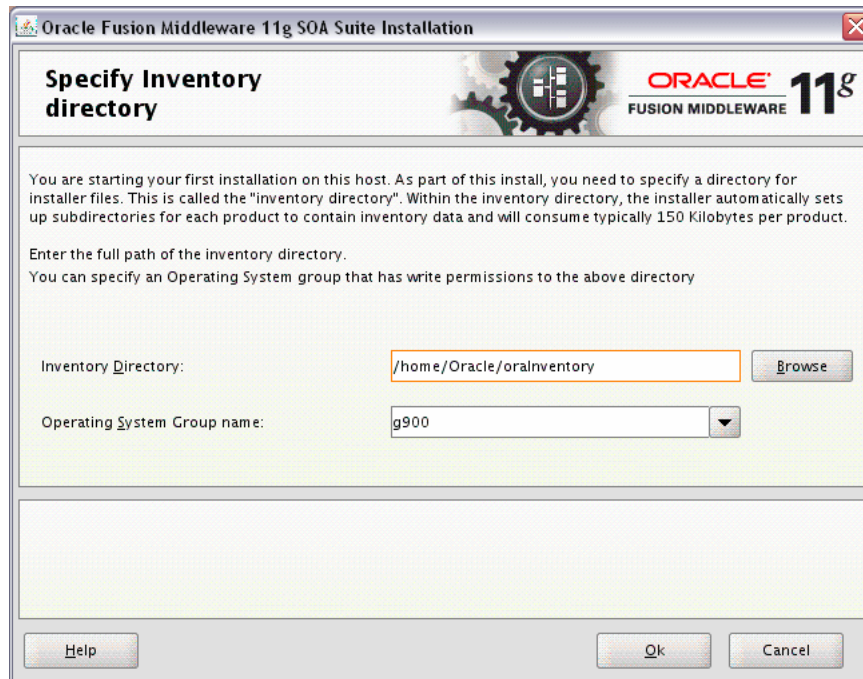 Oracle Fusion Middleware 11g SOA Suite Installation
Specify Inventory
directory
ORACLE
FUSION MIDDLEWARE 11g
You are starting your first installation on this host. As part of this install, you need to specify a directory for
installer files. This is called the "inventory directory". Within the inventory directory, the installer automatically sets
up subdirectories for each product to contain inventory data and will consume typically 150 Kilobytes per product.
Enter the full path of the inventory directory.
You can specify an Operating System group that has write permissions to the above directory
Inventory Directory: /home/Oracle/oraInventory Browse
Operating System Group name: g900
Help Ok Cancel